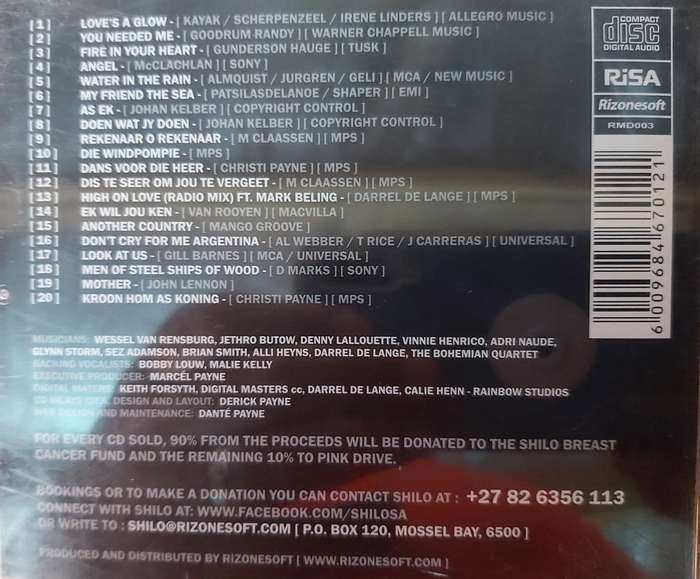 [1] LOVE'S A GLOW - [ KAYAK / SCHERPENZEEL / IRENE LINDERS ] [ ALLEGRO MUSIC ]
[2] YOU NEEDED ME - [ GOODRUM RANDY ] [ WARNER CHAPPELL MUSIC ]
[3] FIRE IN YOUR HEART - [ GUNDERSON HAUGE ] [ TUSK ]
[4] ANGEL - [ McCLACHLAN ] [ SONY ]
[5] WATER IN THE RAIN - [ ALMQUIST / JURGREN / GELI ] [ MCA / NEW MUSIC ]
[6] MY FRIEND THE SEA - [ PATSILASDELANOE / SHAPER ] [ EMI ]
[7] AS EK - [ JOHAN KELBER ] [ COPYRIGHT CONTROL ]
[8] DOEN WAT JY DOEN - [ JOHAN KELBER ] [ COPYRIGHT CONTROL ]
[9] REKENAAR O REKENAAR - [ M CLAASSEN ] [ MPS ]
[10] DIE WINDPOMPIE - [ MPS ]
[11] DANS VOOR DIE HEER - [ CHRISTI PAYNE ] [ MPS ]
[12] DIS TE SEER OM JOU TE VERGEET - [ M CLAASSEN ] [ MPS ]
[13] HIGH ON LOVE (RADIO MIX) FT. MARK BELING - [ DARREL DE LANGE ] [ MPS ]
[14] EK WIL JOU KEN - [ VAN ROOYEN ] [ MACVILLA ]
[15] ANOTHER COUNTRY - [ MANGO GROOVE ]
[16] DON'T CRY FOR ME ARGENTINA - [ AL WEBBER / T RICE / J CARRERAS ] [ UNIVERSAL ]
[17] LOOK AT US - [ GILL BARNES ] [ MCA / UNIVERSAL ]
[18] MEN OF STEEL SHIPS OF WOOD - [ D MARKS ] [ SONY ]
[19] MOTHER - [ JOHN LENNON ]
[20] KROON HOM AS KONING - [ CHRISTI PAYNE ] [ MPS ]
COMPACT
disc
DIGITAL AUDIO
RiSA
Rizonesoft
RMD003
6 009684 670121
MUSICIANS: WESSEL VAN RENSBURG, JETHRO BUTOW, DENNY LALLOUETTE, VINNIE HENRICO, ADRI NAUDE,
GLYNN STORM, SEZ ADAMSON, BRIAN SMITH, ALLI HEYNS, DARREL DE LANGE, THE BOHEMIAN QUARTET
BACKING VOCALISTS: BOBBY LOUW, MALIE KELLY
EXECUTIVE PRODUCER: MARCÉL PAYNE
DIGITAL MATERS: KEITH FORSYTH, DIGITAL MASTERS cc, DARREL DE LANGE, CALIE HENN - RAINBOW STUDIOS
CD INLAYS DESIGN AND LAYOUT: DERICK PAYNE
WEB DESIGN AND MAINTENANCE: DANTÉ PAYNE
FOR EVERY CD SOLD, 90% FROM THE PROCEEDS WILL BE DONATED TO THE SHILO BREAST
CANCER FUND AND THE REMAINING 10% TO PINK DRIVE.
BOOKINGS OR TO MAKE A DONATION YOU CAN CONTACT SHILO AT : +27 82 6356 113
CONNECT WITH SHILO AT: WWW.FACEBOOK.COM/SHILOSA
OR WRITE TO : SHILO@RIZONESOFT.COM [ P.O. BOX 120, MOSSEL BAY, 6500 ]
PRODUCED AND DISTRIBUTED BY RIZONESOFT [ WWW.RIZONESOFT.COM ]